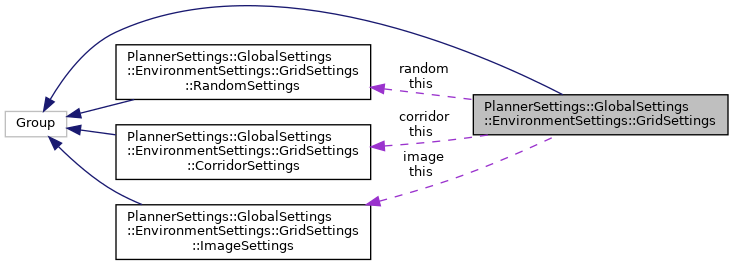 Group
PlannerSettings::GlobalSettings
::EnvironmentSettings::GridSettings
::RandomSettings
PlannerSettings::GlobalSettings
::EnvironmentSettings::GridSettings
::CorridorSettings
PlannerSettings::GlobalSettings
::EnvironmentSettings::GridSettings
::ImageSettings
random
this
corridor
this
image
this
PlannerSettings::GlobalSettings
::EnvironmentSettings::GridSettings